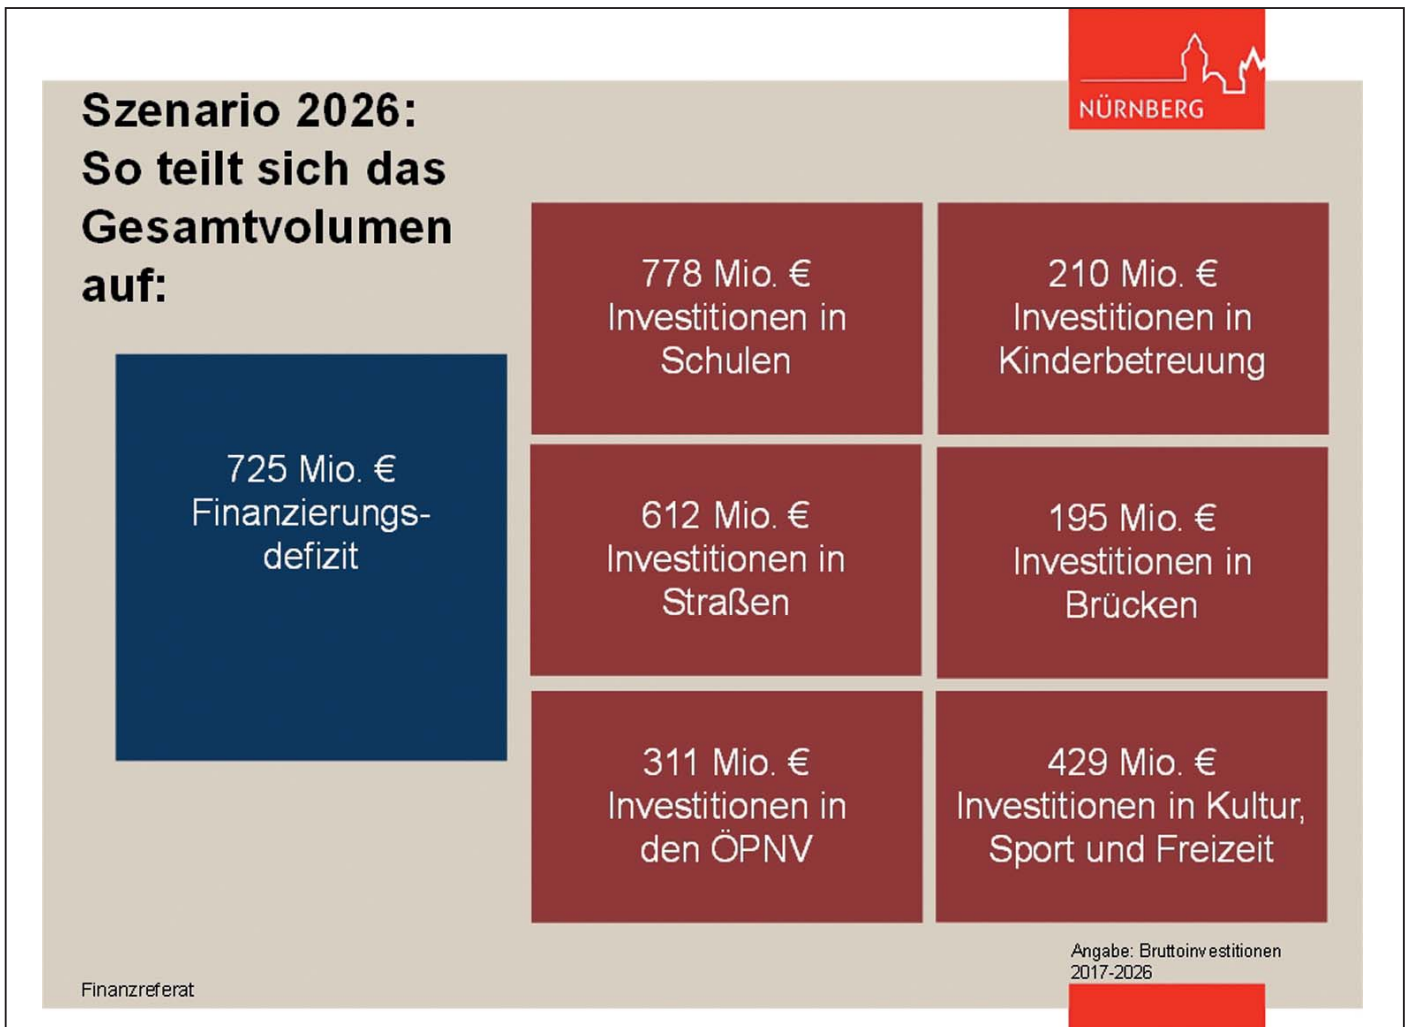 NÜRNBERG
Szenario 2026:
So teilt sich das
Gesamtvolumen
auf:
725 Mio. €
Finanzierungs-
defizit
778 Mio. €
Investitionen in
Schulen
210 Mio. €
Investitionen in
Kinderbetreuung
612 Mio. €
Investitionen in
Straßen
195 Mio. €
Investitionen in
Brücken
311 Mio. €
Investitionen in
den ÖPNV
429 Mio. €
Investitionen in Kultur,
Sport und Freizeit
Angabe: Bruttoinvestitionen
2017-2026
Finanzreferat